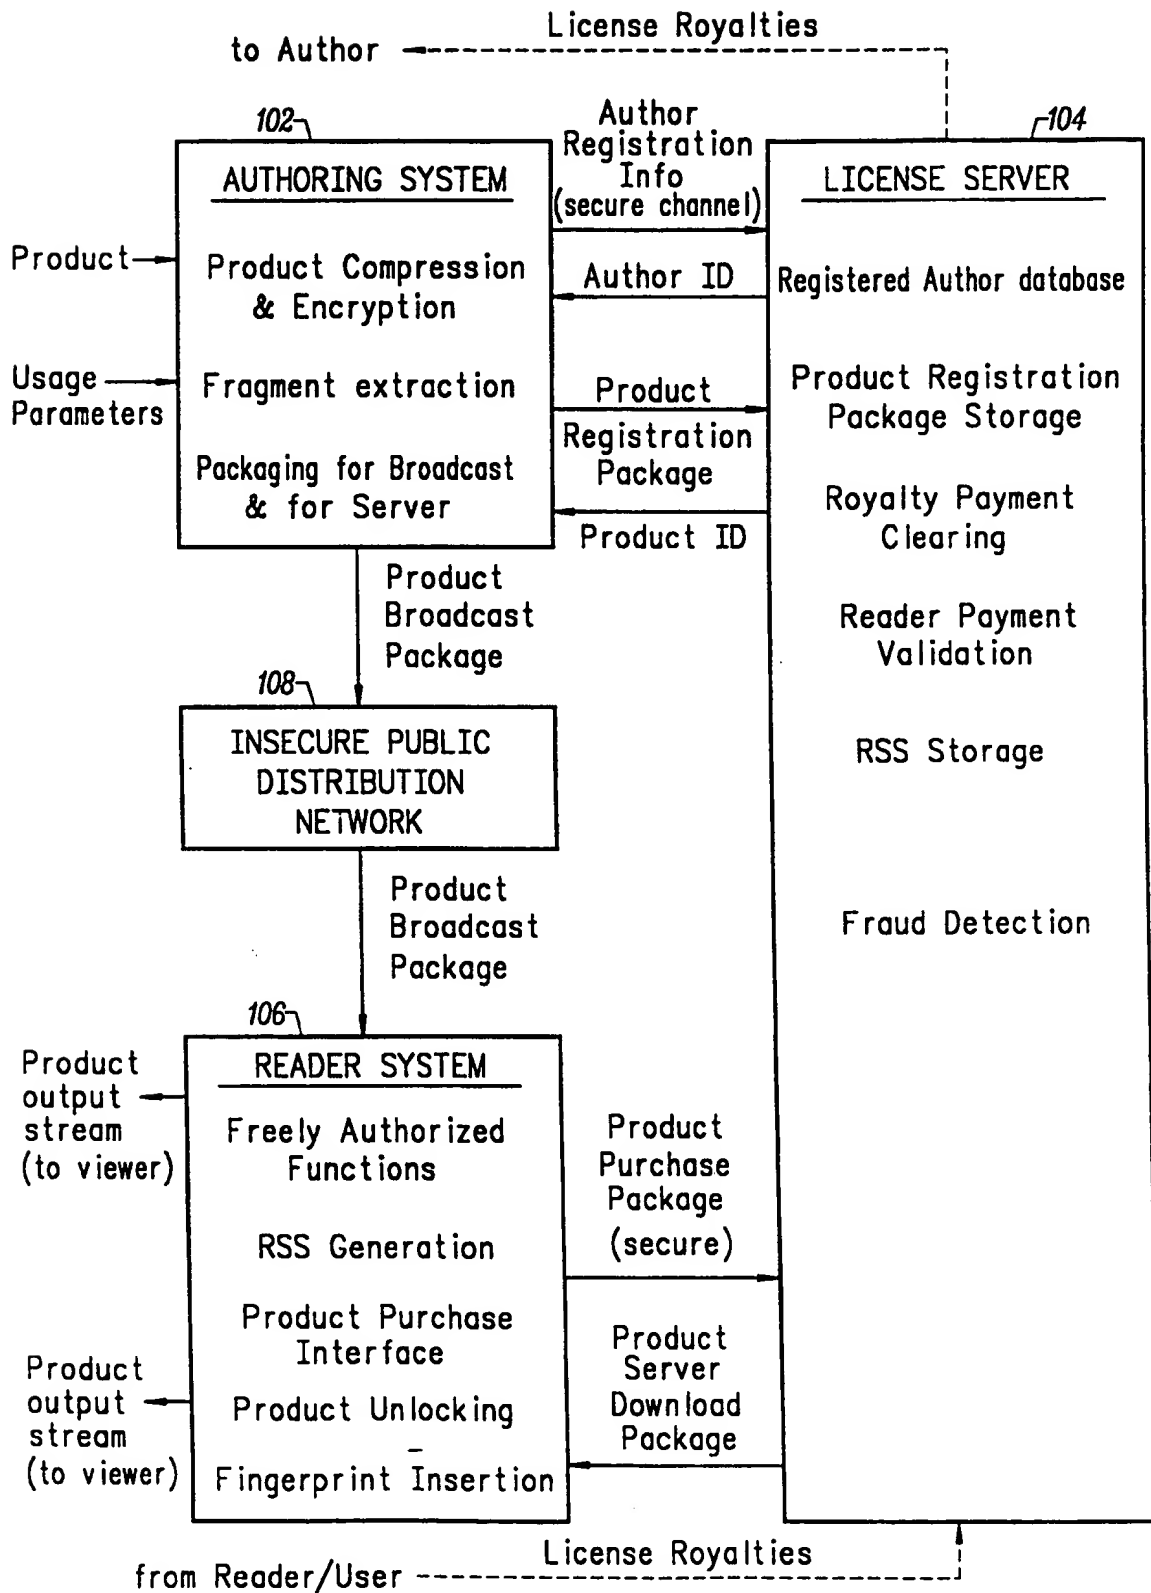 License Royalties
to Author
102
AUTHORING SYSTEM
Product Compression
& Encryption
Fragment extraction
Packaging for Broadcast
& for Server
Product
Usage
Parameters
Author
Registration
Info
(secure channel)
Author ID
Product
Registration
Package
Product ID
104
LICENSE SERVER
Registered Author database
Product Registration
Package Storage
Royalty Payment
Clearing
Reader Payment
Validation
RSS Storage
Fraud Detection
Product
Broadcast
Package
108
INSECURE PUBLIC
DISTRIBUTION
NETWORK
Product
Broadcast
Package
106
READER SYSTEM
Freely Authorized
Functions
RSS Generation
Product Purchase
Interface
Product Unlocking
Fingerprint Insertion
Product
output
stream
(to viewer)
Product
output
stream
(to viewer)
Product
Purchase
Package
(secure)
Product
Server
Download
Package
License Royalties
from Reader/User